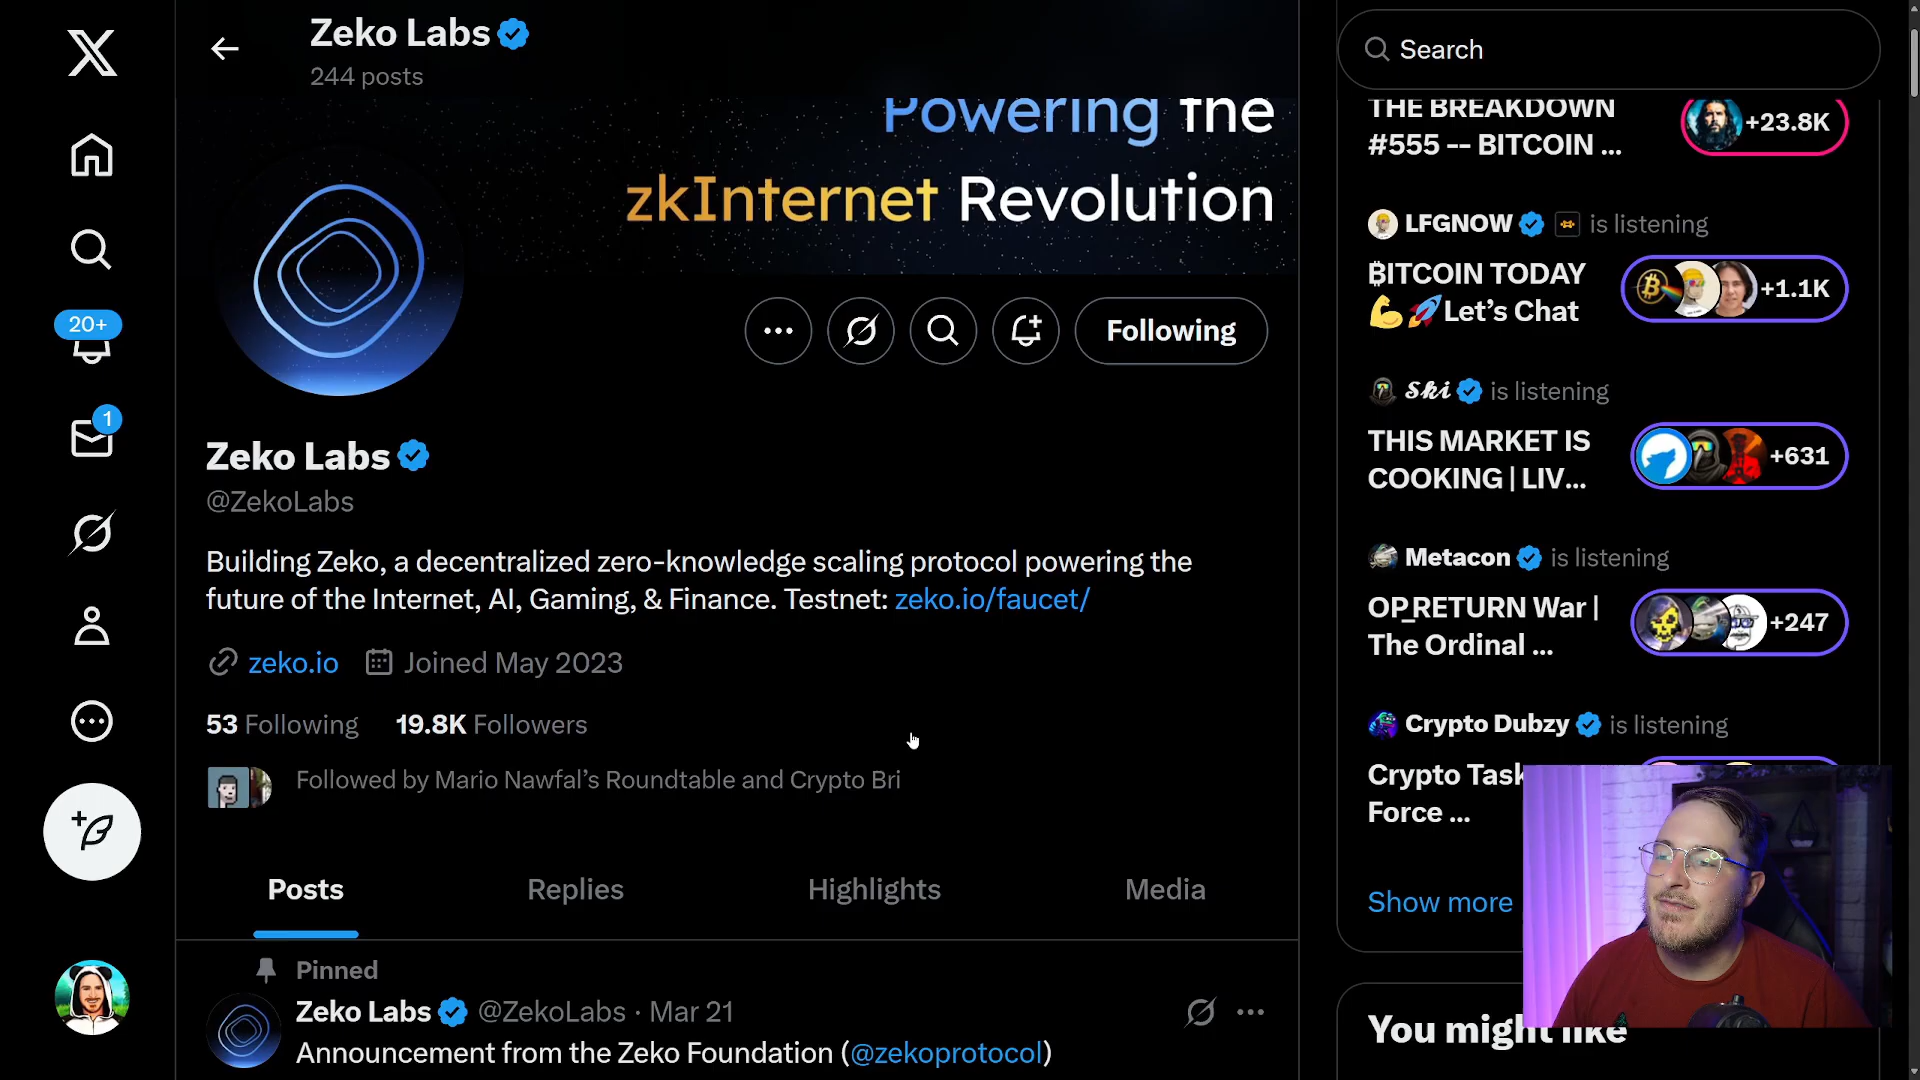 Zeko Labs
244 posts
Powering the
zkInternet Revolution
Following
Zeko Labs
@ZekoLabs
Building Zeko, a decentralized zero-knowledge scaling protocol powering the
future of the Internet, AI, Gaming, & Finance. Testnet: zeko.io/faucet/
zeko.io Joined May 2023
53 Following 19.8K Followers
Followed by Mario Nawfal’s Roundtable and Crypto Bri
Posts Replies Highlights Media
Pinned
Zeko Labs @ZekoLabs · Mar 21
Announcement from the Zeko Foundation (@zekoprotocol)
20+
1
Search
THE BREAKDOWN
#555 -- BITCOIN ...
+23.8K
LFGNOW is listening
₿ITCOIN TODAY
💪🚀Let’s Chat
+1.1K
𝓢𝓴𝓲 is listening
THIS MARKET IS
COOKING | LIV...
+631
Metacon is listening
OP_RETURN War |
The Ordinal ...
+247
Crypto Dubzy is listening
Crypto Task
Force ...
Show more
You might like